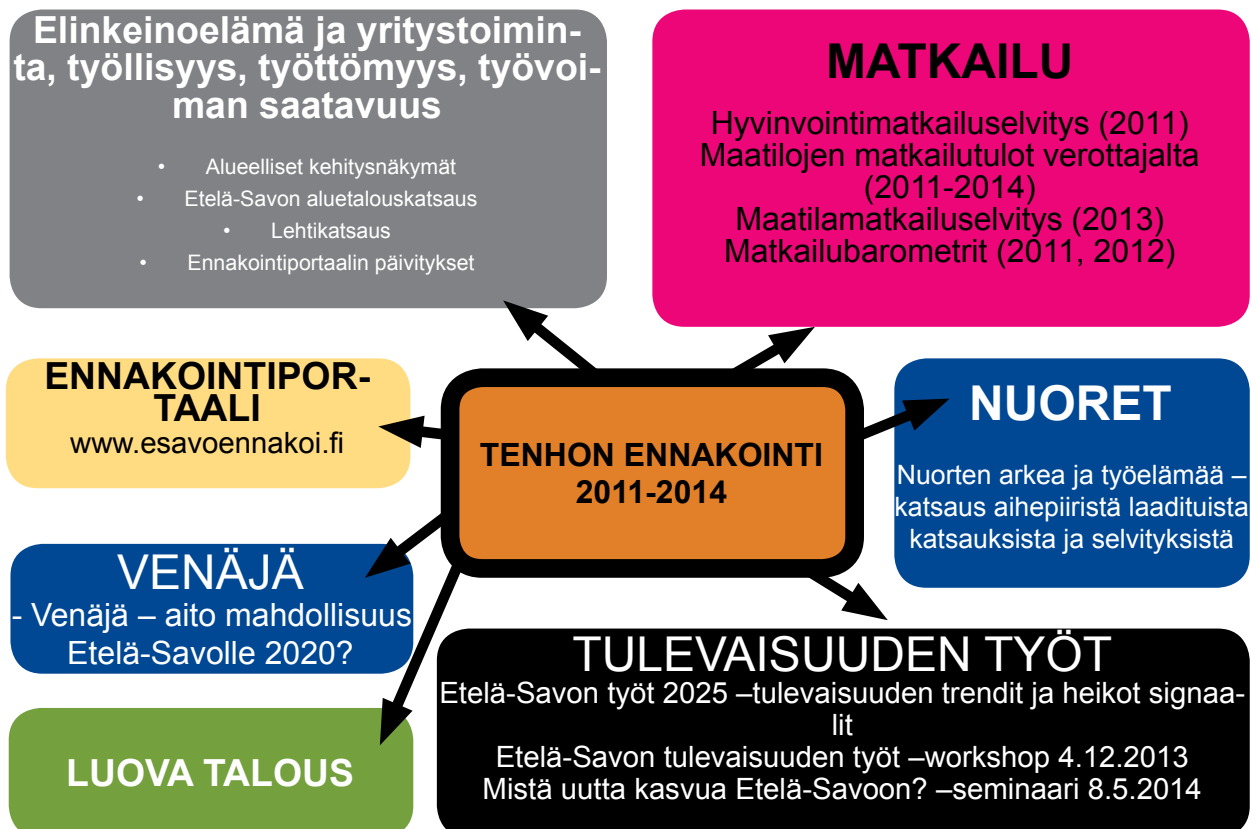 Elinkeinoelämä ja yritystoimin-
ta, työllisyys, työttömyys, työvoi-
man saatavuus
• Alueelliset kehitysnäkymät
• Etelä-Savon aluetalouskatsaus
• Lehtikatsaus
• Ennakointiportaalin päivitykset
MATKAILU
Hyvinvointimatkailuselvitys (2011)
Maatilojen matkailutulot verottajalta
(2011-2014)
Maatilamatkailuselvitys (2013)
Matkailubarometrit (2011, 2012)
ENNAKOINTIPOR-
TAALI
www.esavoennakoi.fi
TENHON ENNAKOINTI
2011-2014
NUORET
Nuorten arkea ja työelämää –
katsaus aihepiiristä laadituista
katsauksista ja selvityksistä
VENÄJÄ
- Venäjä – aito mahdollisuus
Etelä-Savolle 2020?
TULEVAISUUDEN TYÖT
Etelä-Savon työt 2025 –tulevaisuuden trendit ja heikot signaa-
lit
Etelä-Savon tulevaisuuden työt –workshop 4.12.2013
Mistä uutta kasvua Etelä-Savoon? –seminaari 8.5.2014
LUOVA TALOUS